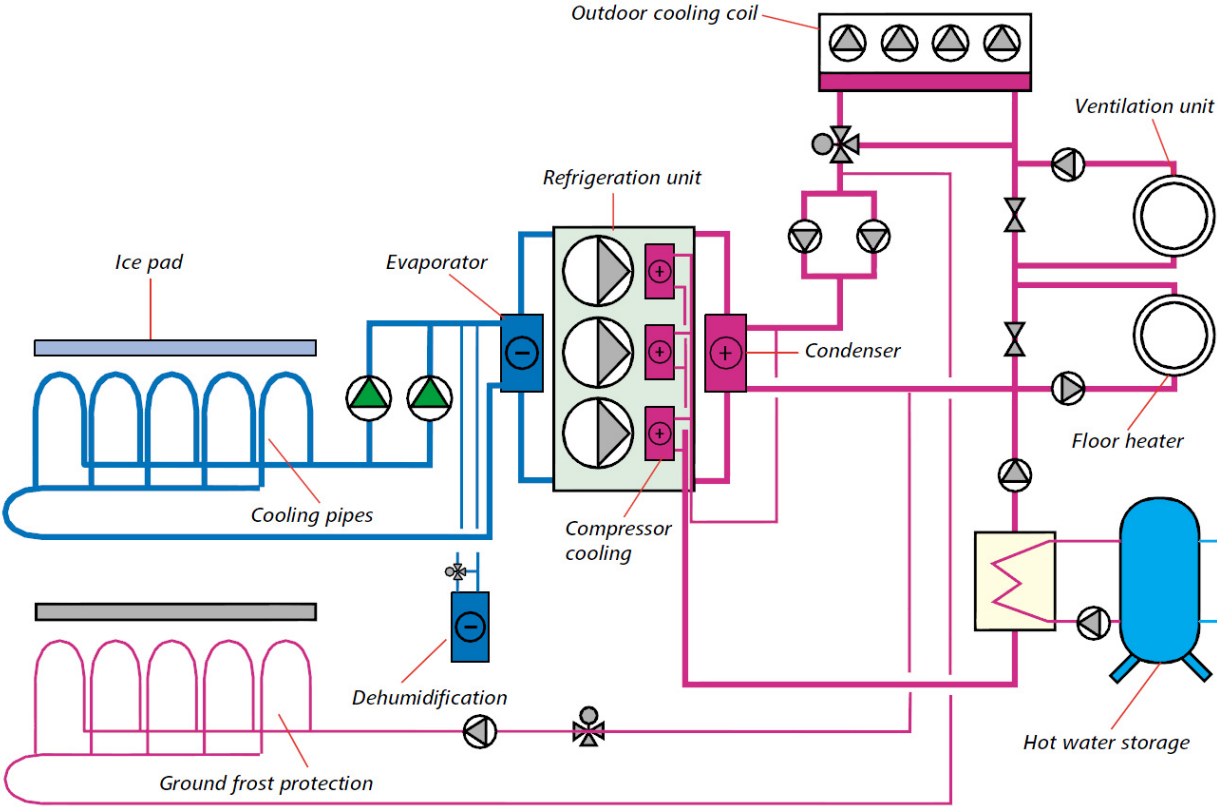 Outdoor cooling coil
Ventilation unit
Refrigeration unit
Ice pad
Evaporator
Condenser
Floor heater
Cooling pipes
Compressor
cooling
Dehumidification
Hot water storage
Ground frost protection